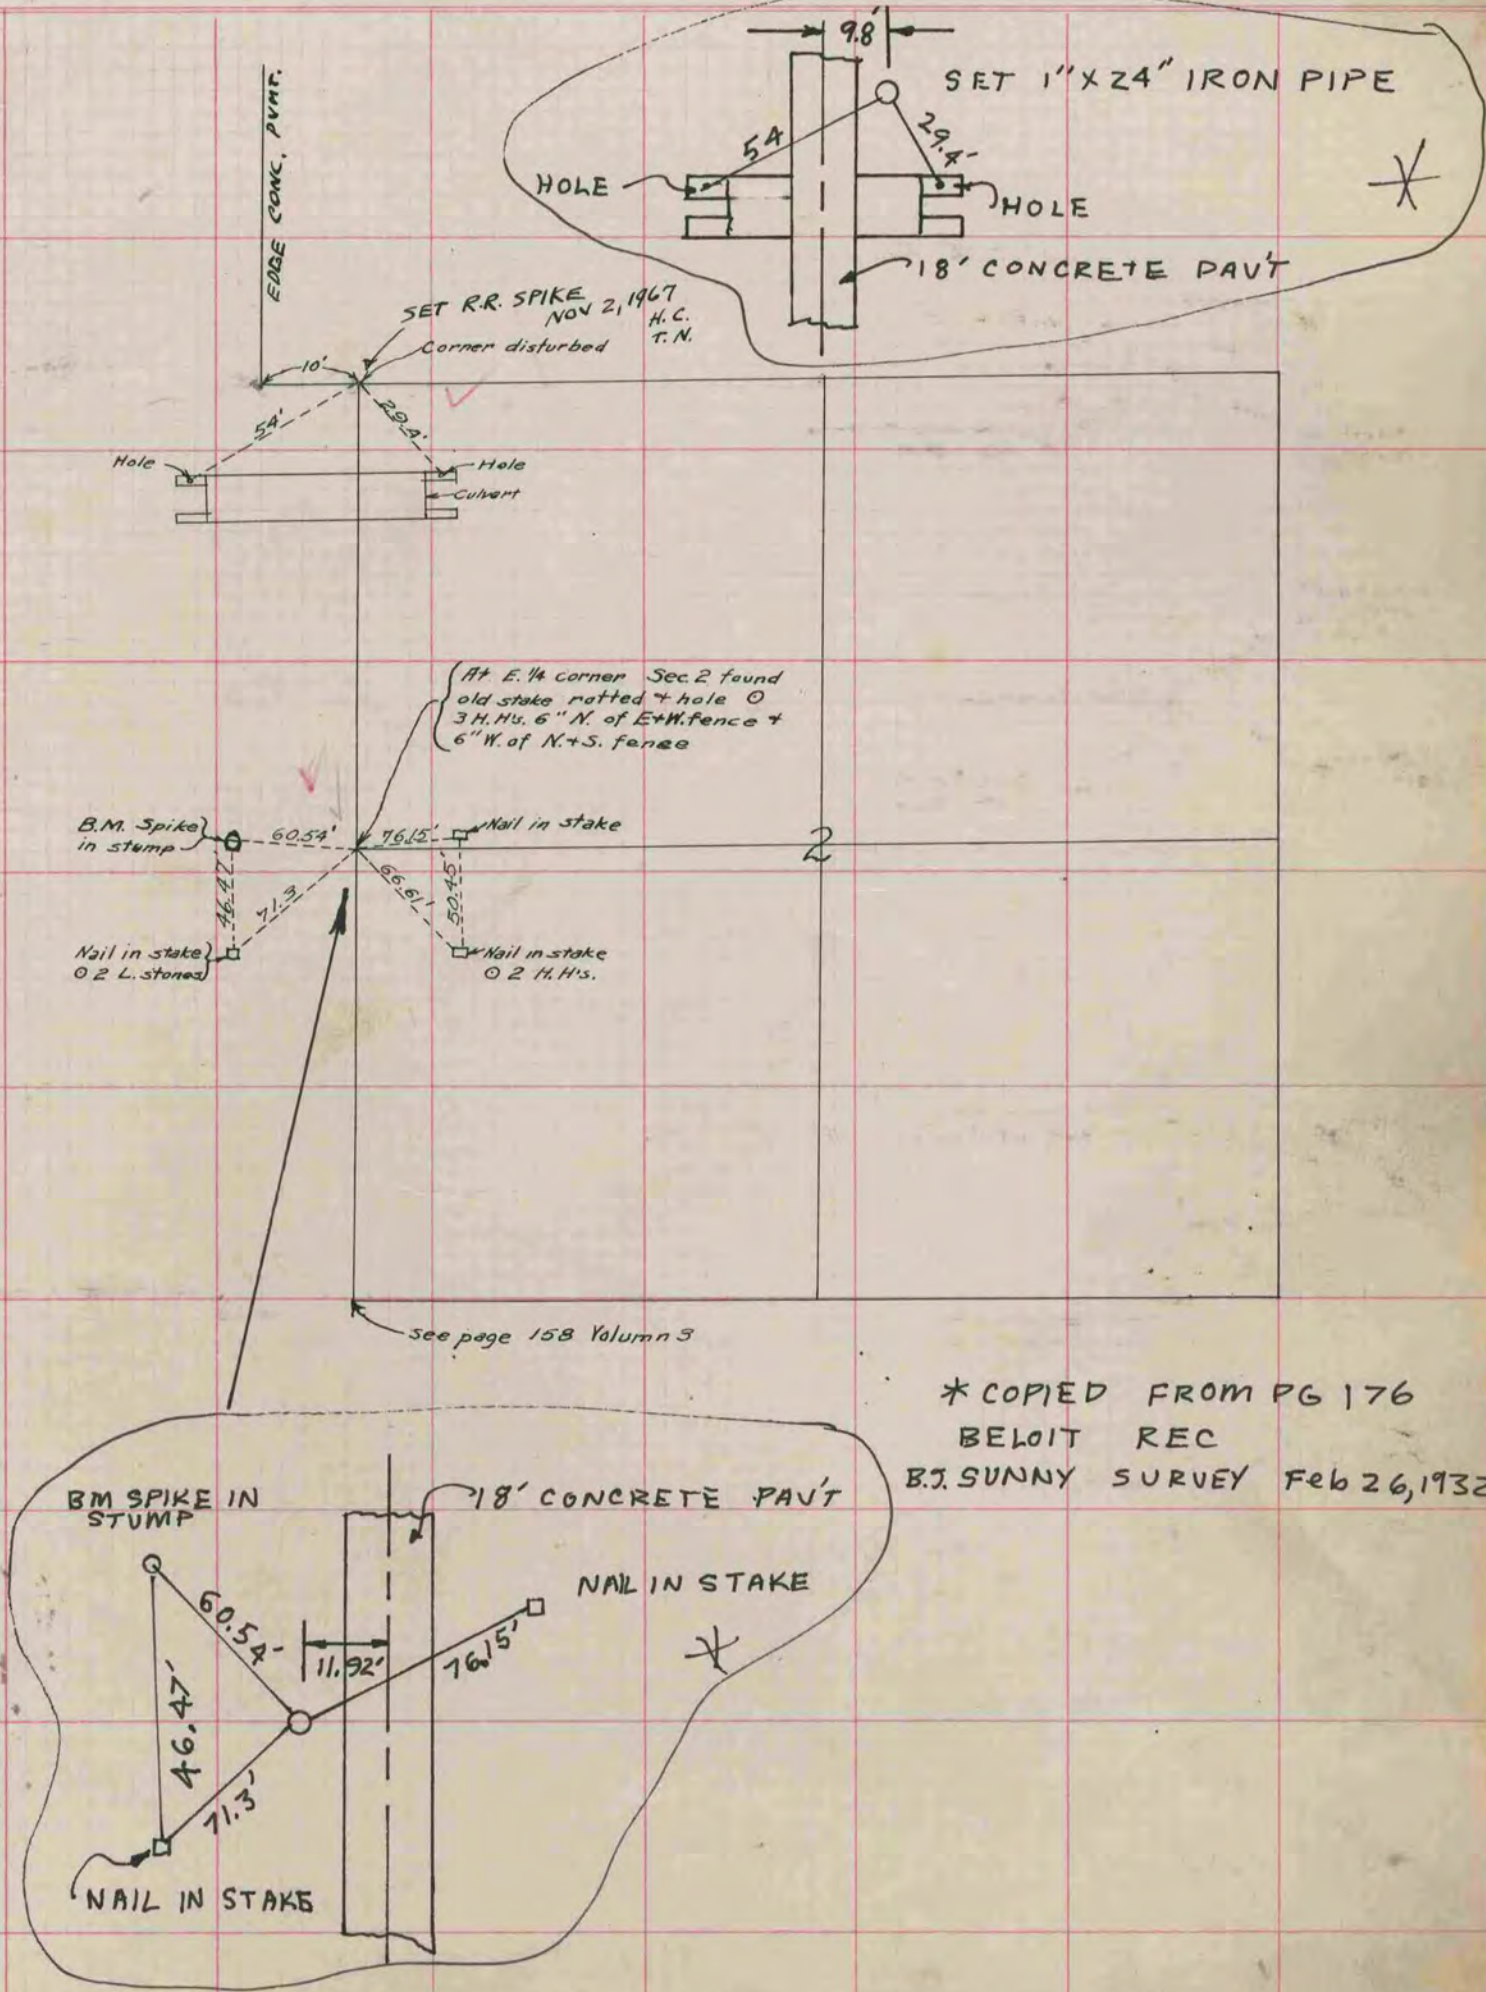 9.8'
SET 1" X 24" IRON PIPE
EDGE CONC. PVMT.
54
29.4'
HOLE
HOLE
18' CONCRETE PAV'T
SET R.R. SPIKE
NOV 2, 1967
H.C.
T.N.
Corner disturbed
10'
54'
29.4'
Hole
Hole
Culvert
At E. 1/4 corner Sec. 2 found
old stake rotted + hole ⊙
3 H.H's. 6" N. of E+W. fence +
6" W. of N.+S. fence
B.M. Spike
in stump
60.54'
76.15'
Nail in stake
2
46.47
71.3
66.61'
50.45
Nail in stake
⊙ 2 L. stones
Nail in stake
⊙ 2 H.H's.
See page 158 Volumn 3
* COPIED FROM PG 176
BELOIT REC
B.J. SUNNY SURVEY Feb 26, 1932
BM SPIKE IN
STUMP
18' CONCRETE PAV'T
NAIL IN STAKE
60.54'
11.92'
76.15'
46.47'
71.3'
NAIL IN STAKE